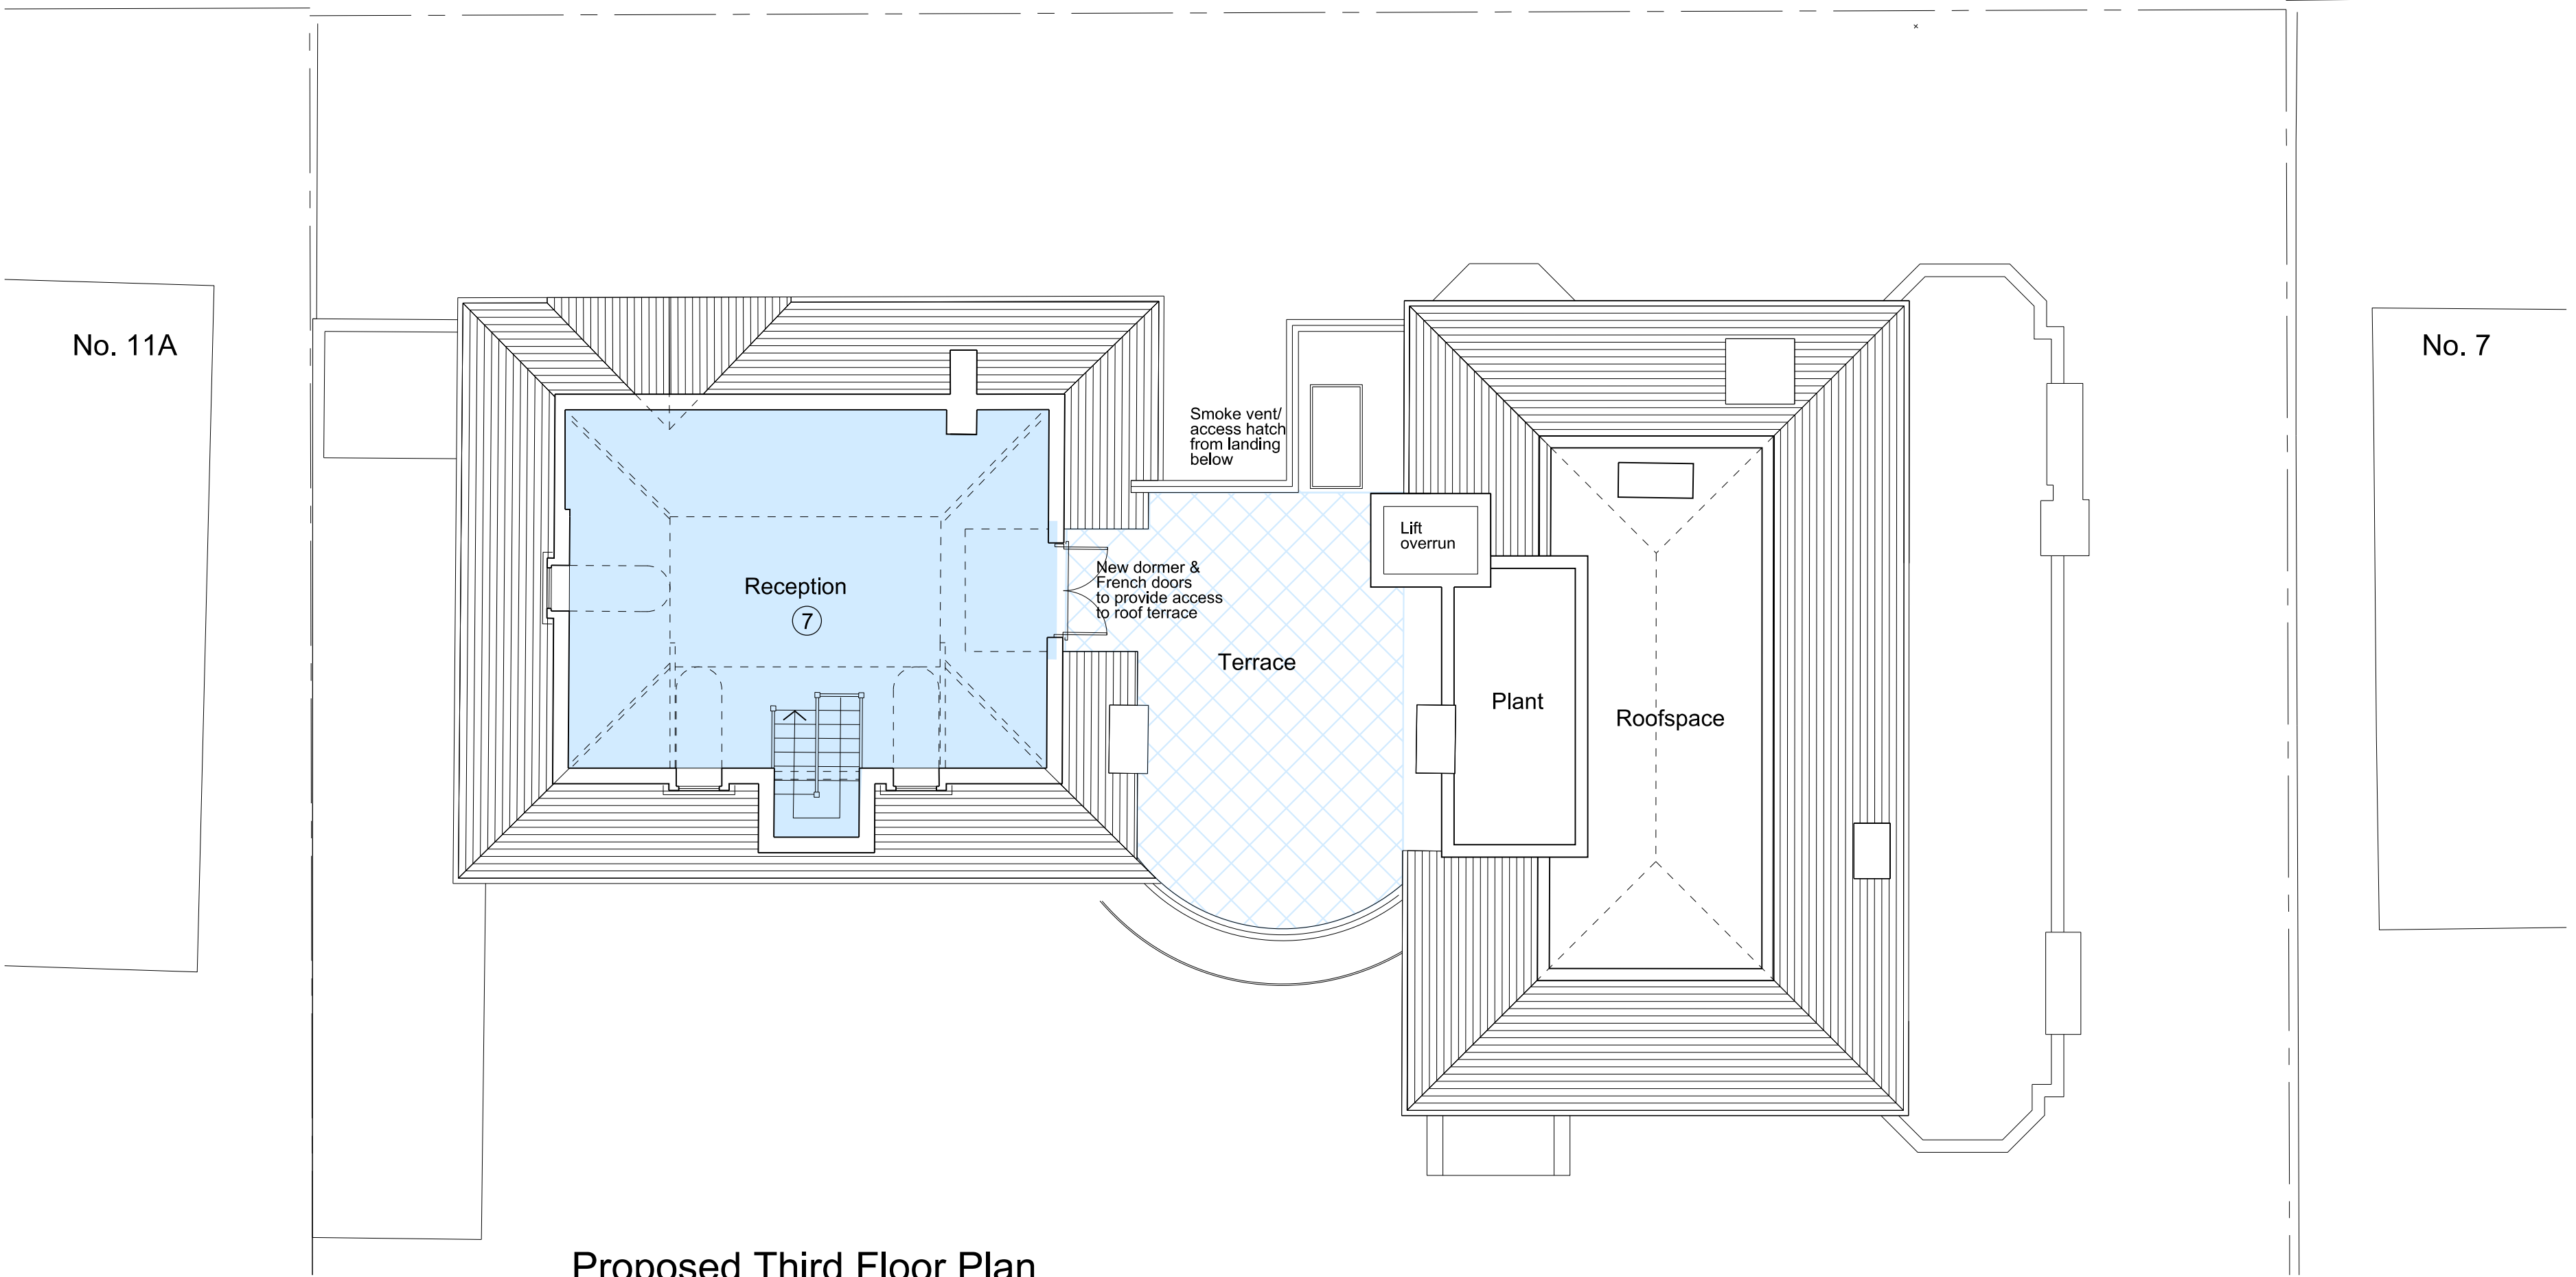 No. 11A
No. 7
Smoke vent/
access hatch
from landing
below
Lift
overrun
New dormer &
French doors
to provide access
to roof terrace
Reception
7
Terrace
Plant
Roofspace
Proposed Third Floor Plan